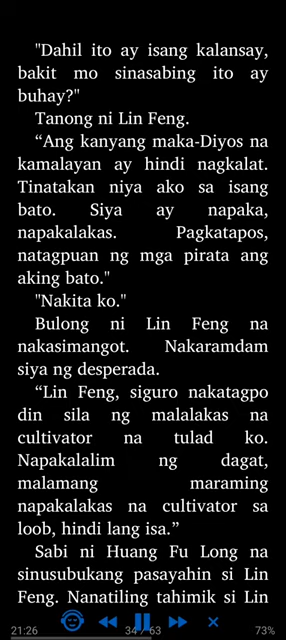 "Dahil ito ay isang kalansay,
bakit mo sinasabing ito ay
buhay?"
Tanong ni Lin Feng.
“Ang kanyang maka-Diyos na
kamalayan ay hindi nagkalat.
Tinatakan niya ako sa isang
bato. Siya ay napaka,
napakalakas. Pagkatapos,
natagpuan ng mga pirata ang
aking bato."
"Nakita ko."
Bulong ni Lin Feng na
nakasimangot. Nakaramdam
siya ng desperada.
“Lin Feng, siguro nakatagpo
din sila ng malalakas na
cultivator na tulad ko.
Napakalalim ng dagat,
malamang maraming
napakalakas na cultivator sa
loob, hindi lang isa.”
Sabi ni Huang Fu Long na
sinusubukang pasayahin si Lin
Feng. Nanatiling tahimik si Lin
21:26 34 / 63 73%